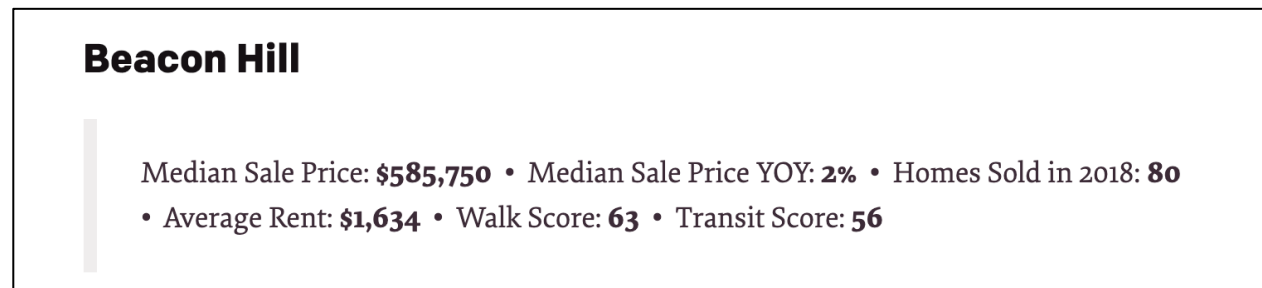 Beacon Hill
Median Sale Price: $585,750 • Median Sale Price YOY: 2% • Homes Sold in 2018: 80
• Average Rent: $1,634 • Walk Score: 63 • Transit Score: 56